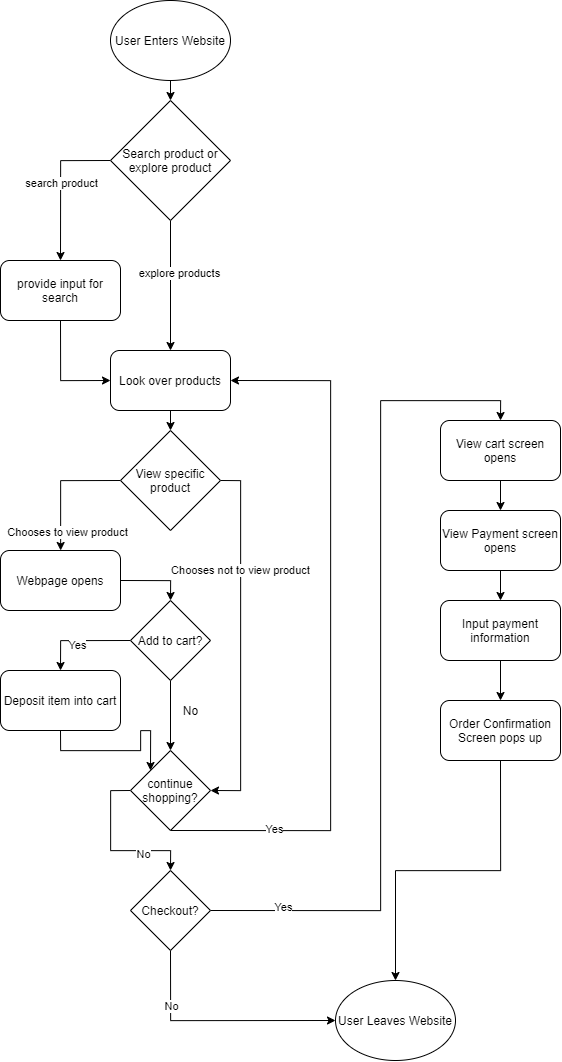 User Enters Website
Search product or
explore product
search product
explore products
provide input for
search
Look over products
View specific
product
Chooses to view product
Chooses not to view product
Webpage opens
Add to cart?
Yes
No
Deposit item into cart
continue
shopping?
Yes
No
Checkout?
Yes
No
View cart screen
opens
View Payment screen
opens
Input payment
information
Order Confirmation
Screen pops up
User Leaves Website